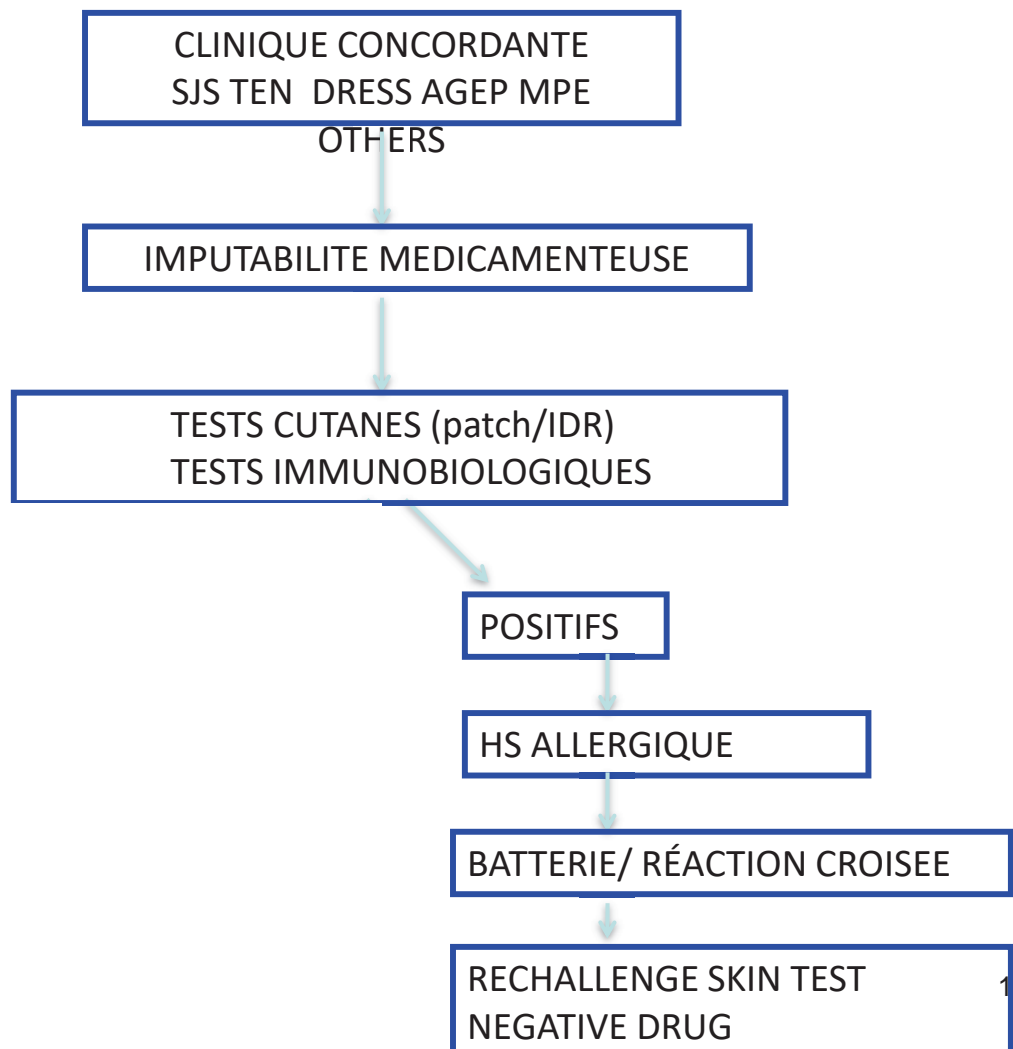 CLINIQUE CONCORDANTE
SJS TEN DRESS AGEP MPE
OTHERS
IMPUTABILITE MEDICAMENTEUSE
TESTS CUTANES (patch/IDR)
TESTS IMMUNOBIOLOGIQUES
POSITIFS
HS ALLERGIQUE
BATTERIE/ RÉACTION CROISEE
RECHALLENGE SKIN TEST
NEGATIVE DRUG
1